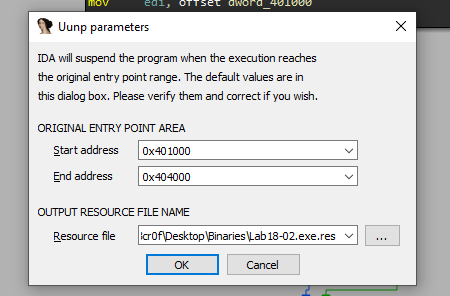 mov edi, offset dword_401000
Uunp parameters
IDA will suspend the program when the execution reaches
the original entry point range. The default values are in
this dialog box. Please verify them and correct if you wish.
ORIGINAL ENTRY POINT AREA
Start address 0x401000
End address 0x404000
OUTPUT RESOURCE FILE NAME
Resource file cr0f\Desktop\Binaries\Lab18-02.exe.res ...
OK Cancel